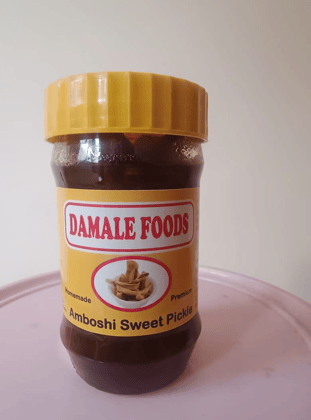 DAMALE FOODS
Homemade Premium
Amboshi Sweet Pickle